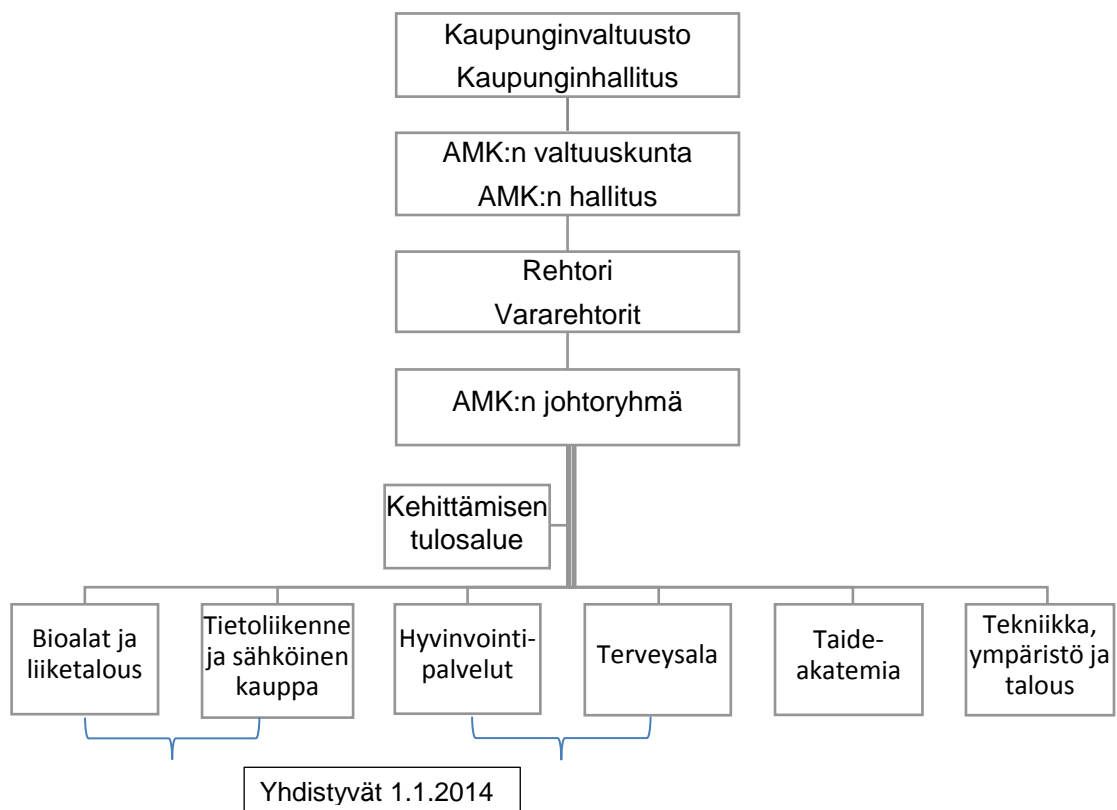 Kaupunginvaltuusto
Kaupunginhallitus
AMK:n valtuuskunta
AMK:n hallitus
Rehtori
Vararehtorit
AMK:n johtoryhmä
Kehittämisen
tulosalue
Bioalat ja
liiketalous
Tietoliikenne
ja sähköinen
kauppa
Hyvinvointi-
palvelut
Terveysala
Taide-
akatemia
Tekniikka,
ympäristö ja
talous
Yhdistyvät 1.1.2014